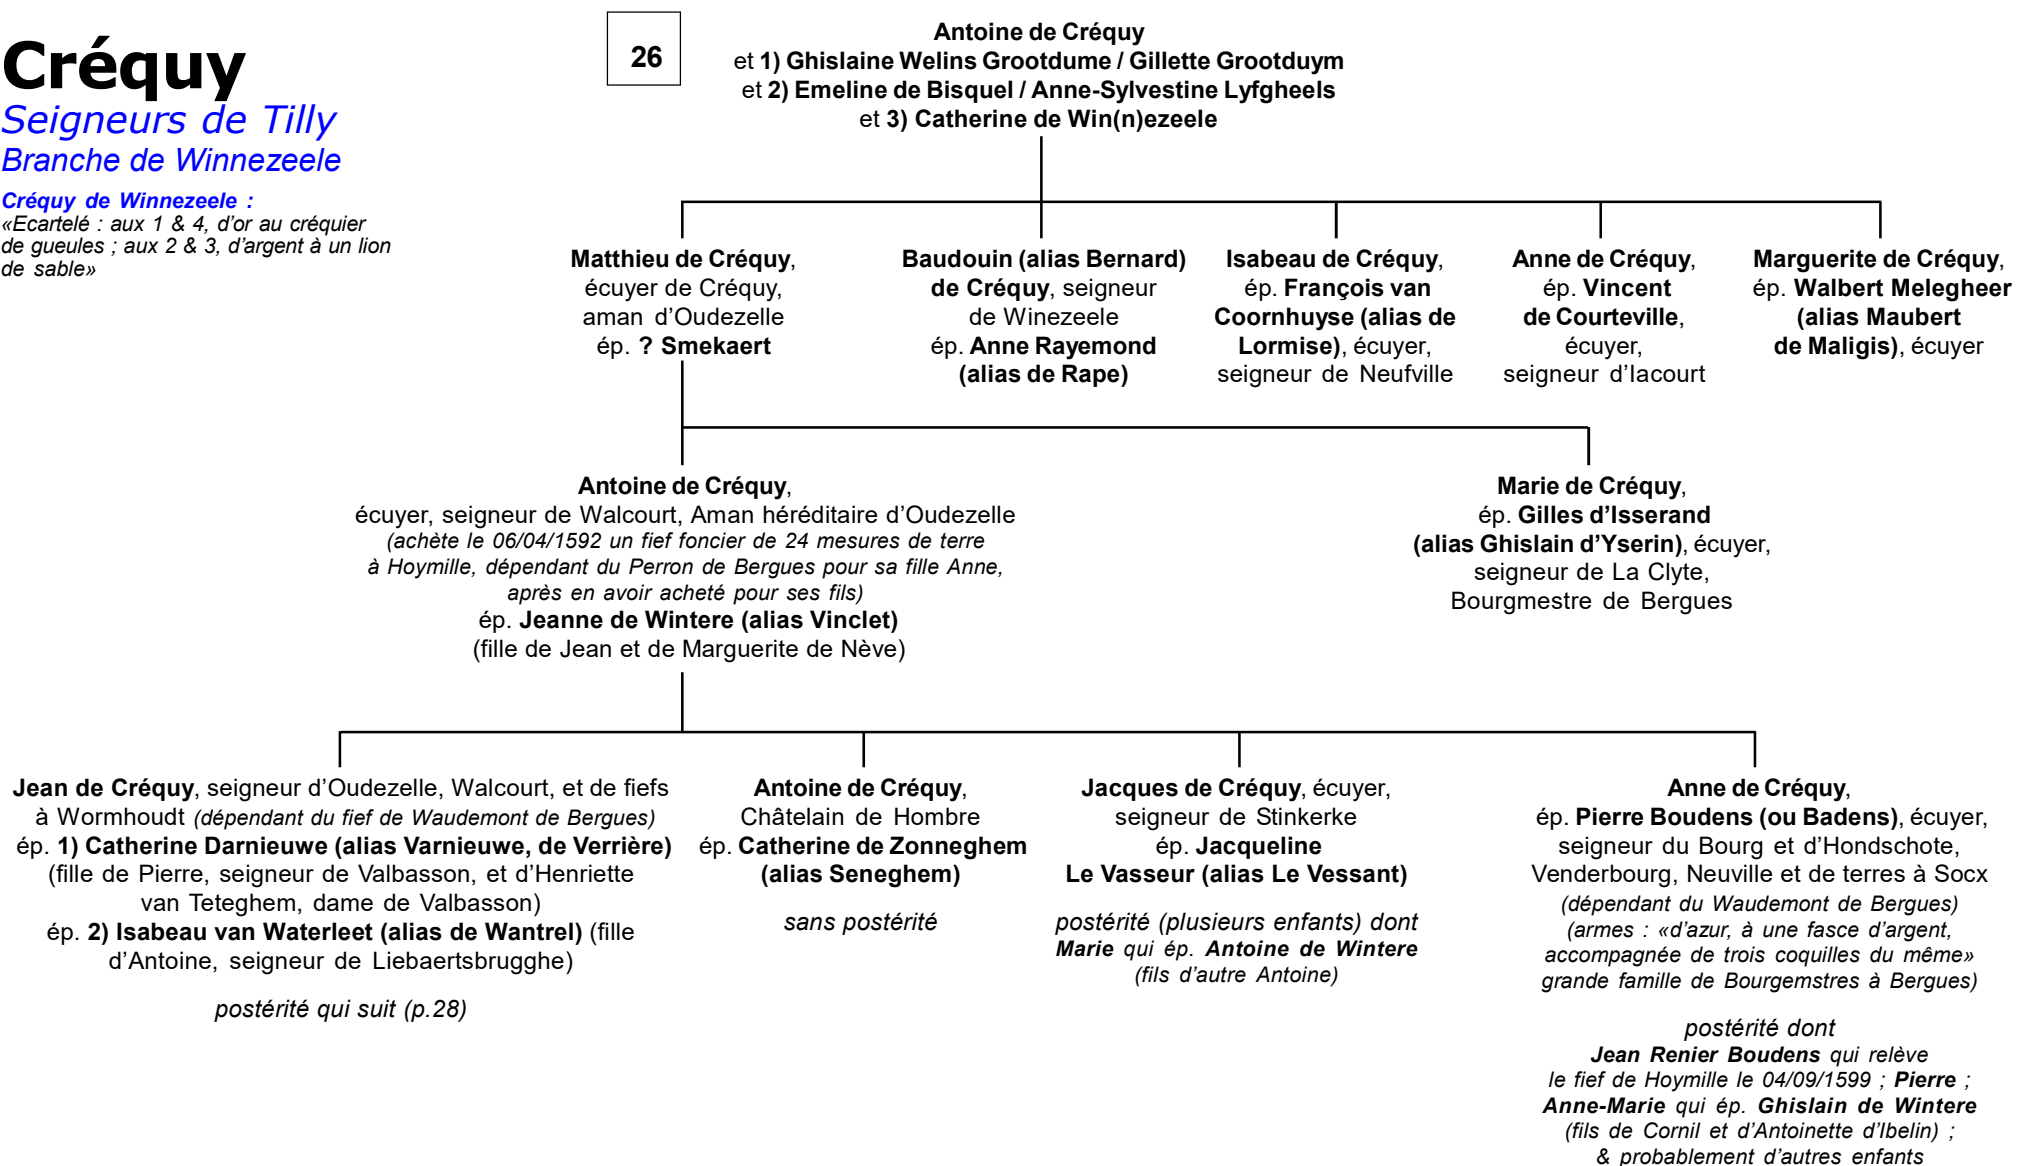 Créquy
Seigneurs de Tilly
Branche de Winnezeele
Créquy de Winnezeele :
«Ecartelé : aux 1 & 4, d'or au créquier
de gueules ; aux 2 & 3, d'argent à un lion
de sable»
26
Antoine de Créquy
et 1) Ghislaine Welins Grootdume / Gillette Grootduym
et 2) Emeline de Bisquel / Anne-Sylvestine Lyfgheels
et 3) Catherine de Win(n)ezeele
Matthieu de Créquy,
écuyer de Créquy,
aman d'Oudezelle
ép. ? Smekaert
Baudouin (alias Bernard)
de Créquy, seigneur
de Winezeele
ép. Anne Rayemond
(alias de Rape)
Isabeau de Créquy,
ép. François van
Coornhuyse (alias de
Lormise), écuyer,
seigneur de Neufville
Anne de Créquy,
ép. Vincent
de Courteville,
écuyer,
seigneur d'Iacourt
Marguerite de Créquy,
ép. Walbert Melegheer
(alias Maubert
de Maligis), écuyer
Antoine de Créquy,
écuyer, seigneur de Walcourt, Aman héréditaire d'Oudezelle
(achète le 06/04/1592 un fief foncier de 24 mesures de terre
à Hoymille, dépendant du Perron de Bergues pour sa fille Anne,
après en avoir acheté pour ses fils)
ép. Jeanne de Wintere (alias Vinclet)
(fille de Jean et de Marguerite de Nève)
Marie de Créquy,
ép. Gilles d'Isserand
(alias Ghislain d'Yserin), écuyer,
seigneur de La Clyte,
Bourgmestre de Bergues
Jean de Créquy, seigneur d'Oudezelle, Walcourt, et de fiefs
à Wormhoudt (dépendant du fief de Waudemont de Bergues)
ép. 1) Catherine Darnieuwe (alias Varnieuwe, de Verrière)
(fille de Pierre, seigneur de Valbasson, et d'Henriette
van Teteghem, dame de Valbasson)
ép. 2) Isabeau van Waterleet (alias de Wantrel) (fille
d'Antoine, seigneur de Liebaertsbrugghe)
postérité qui suit (p.28)
Antoine de Créquy,
Châtelain de Hombre
ép. Catherine de Zonneghem
(alias Seneghem)
sans postérité
Jacques de Créquy, écuyer,
seigneur de Stinkerke
ép. Jacqueline
Le Vasseur (alias Le Vessant)
postérité (plusieurs enfants) dont
Marie qui ép. Antoine de Wintere
(fils d'autre Antoine)
Anne de Créquy,
ép. Pierre Boudens (ou Badens), écuyer,
seigneur du Bourg et d'Hondschote,
Venderbourg, Neuville et de terres à Socx
(dépendant du Waudemont de Bergues)
(armes : «d'azur, à une fasce d'argent,
accompagnée de trois coquilles du même»
grande famille de Bourgemstres à Bergues)
postérité dont
Jean Renier Boudens qui relève
le fief de Hoymille le 04/09/1599 ; Pierre ;
Anne-Marie qui ép. Ghislain de Wintere
(fils de Cornil et d'Antoinette d'Ibelin) ;
& probablement d'autres enfants